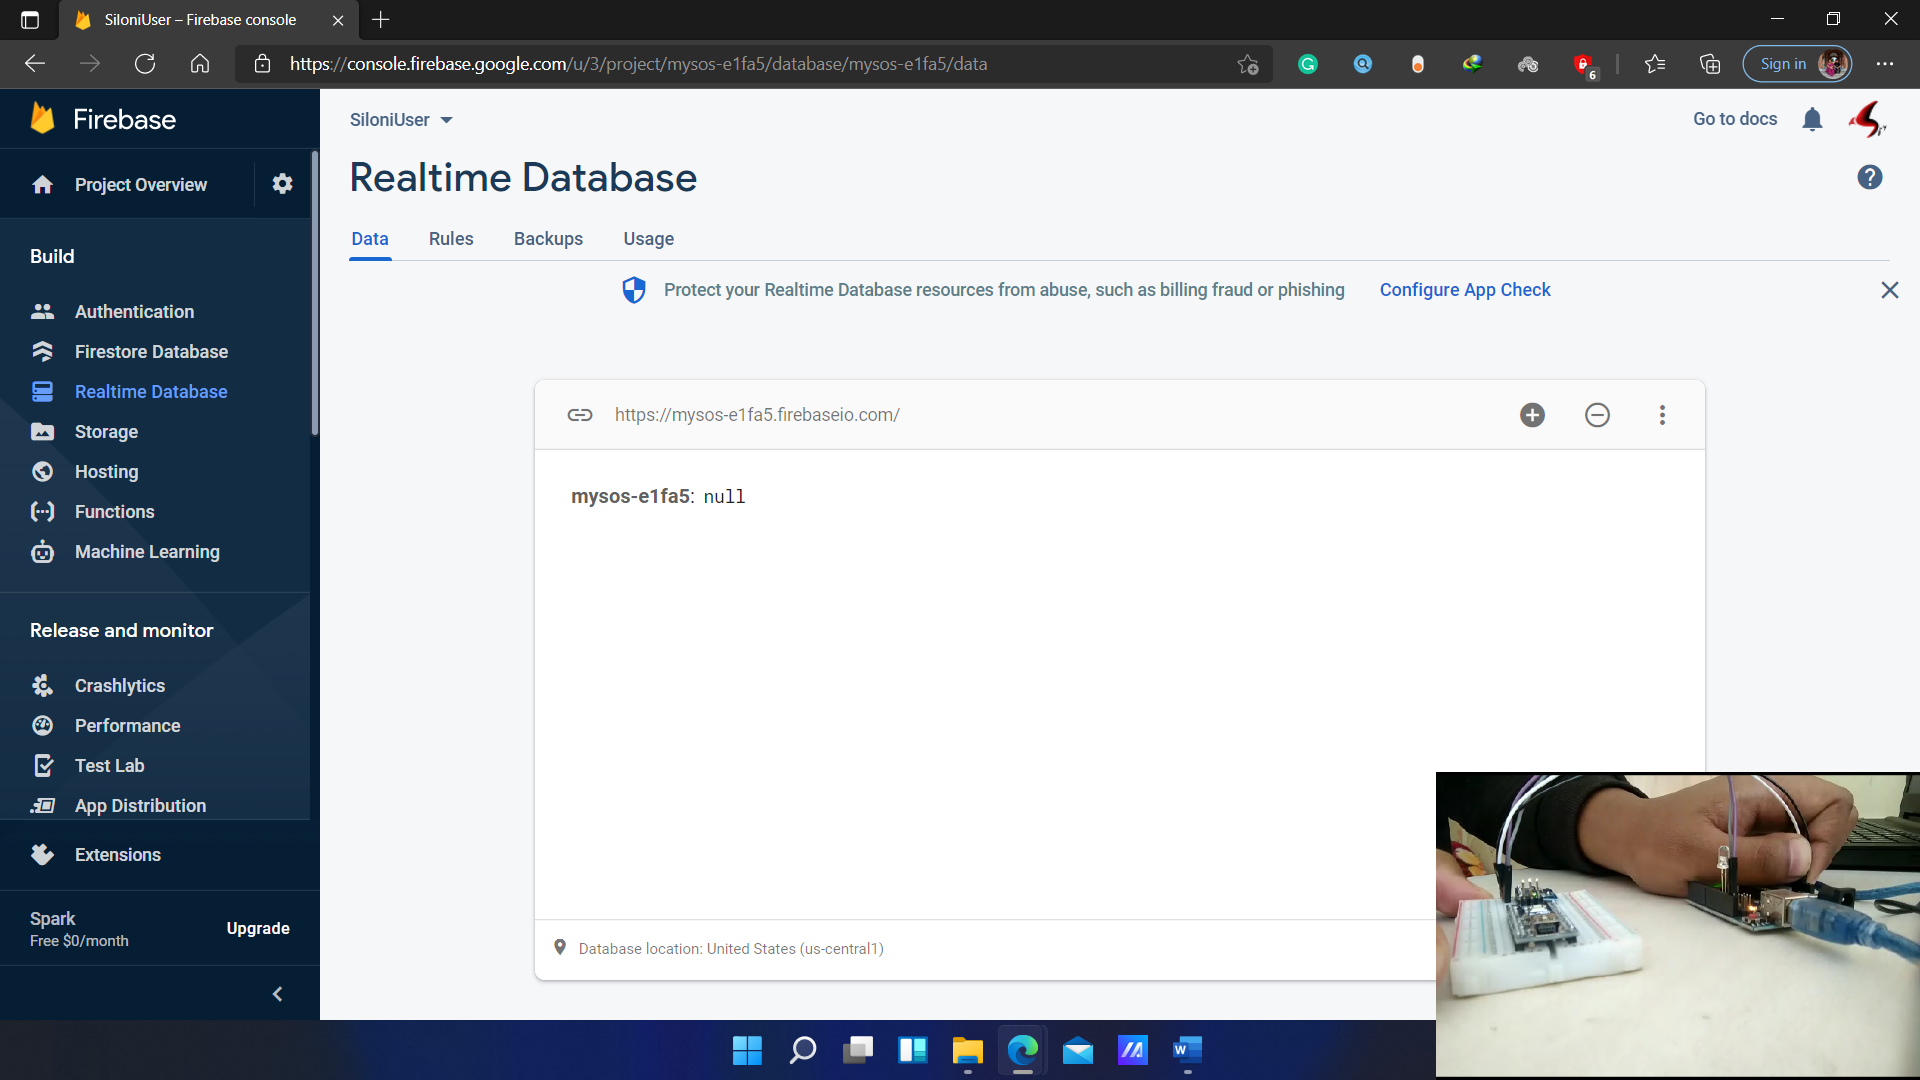 SiloniUser – Firebase console
https://console.firebase.google.com/u/3/project/mysos-e1fa5/database/mysos-e1fa5/data
6
Sign in
Firebase
Project Overview
Build
Authentication
Firestore Database
Realtime Database
Storage
Hosting
Functions
Machine Learning
Release and monitor
Crashlytics
Performance
Test Lab
App Distribution
Extensions
Spark
Free $0/month
Upgrade
SiloniUser
Go to docs
Realtime Database
Data
Rules
Backups
Usage
Protect your Realtime Database resources from abuse, such as billing fraud or phishing
Configure App Check
https://mysos-e1fa5.firebaseio.com/
mysos-e1fa5: null
Database location: United States (us-central1)